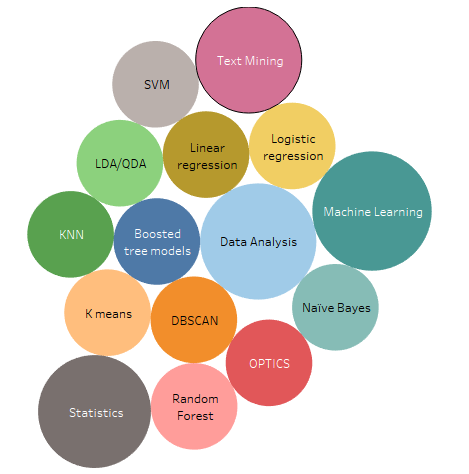 Text Mining
SVM
Linear
regression
Logistic
regression
LDA/QDA
Machine Learning
KNN
Boosted
tree models
Data Analysis
Naïve Bayes
K means
DBSCAN
OPTICS
Random
Forest
Statistics